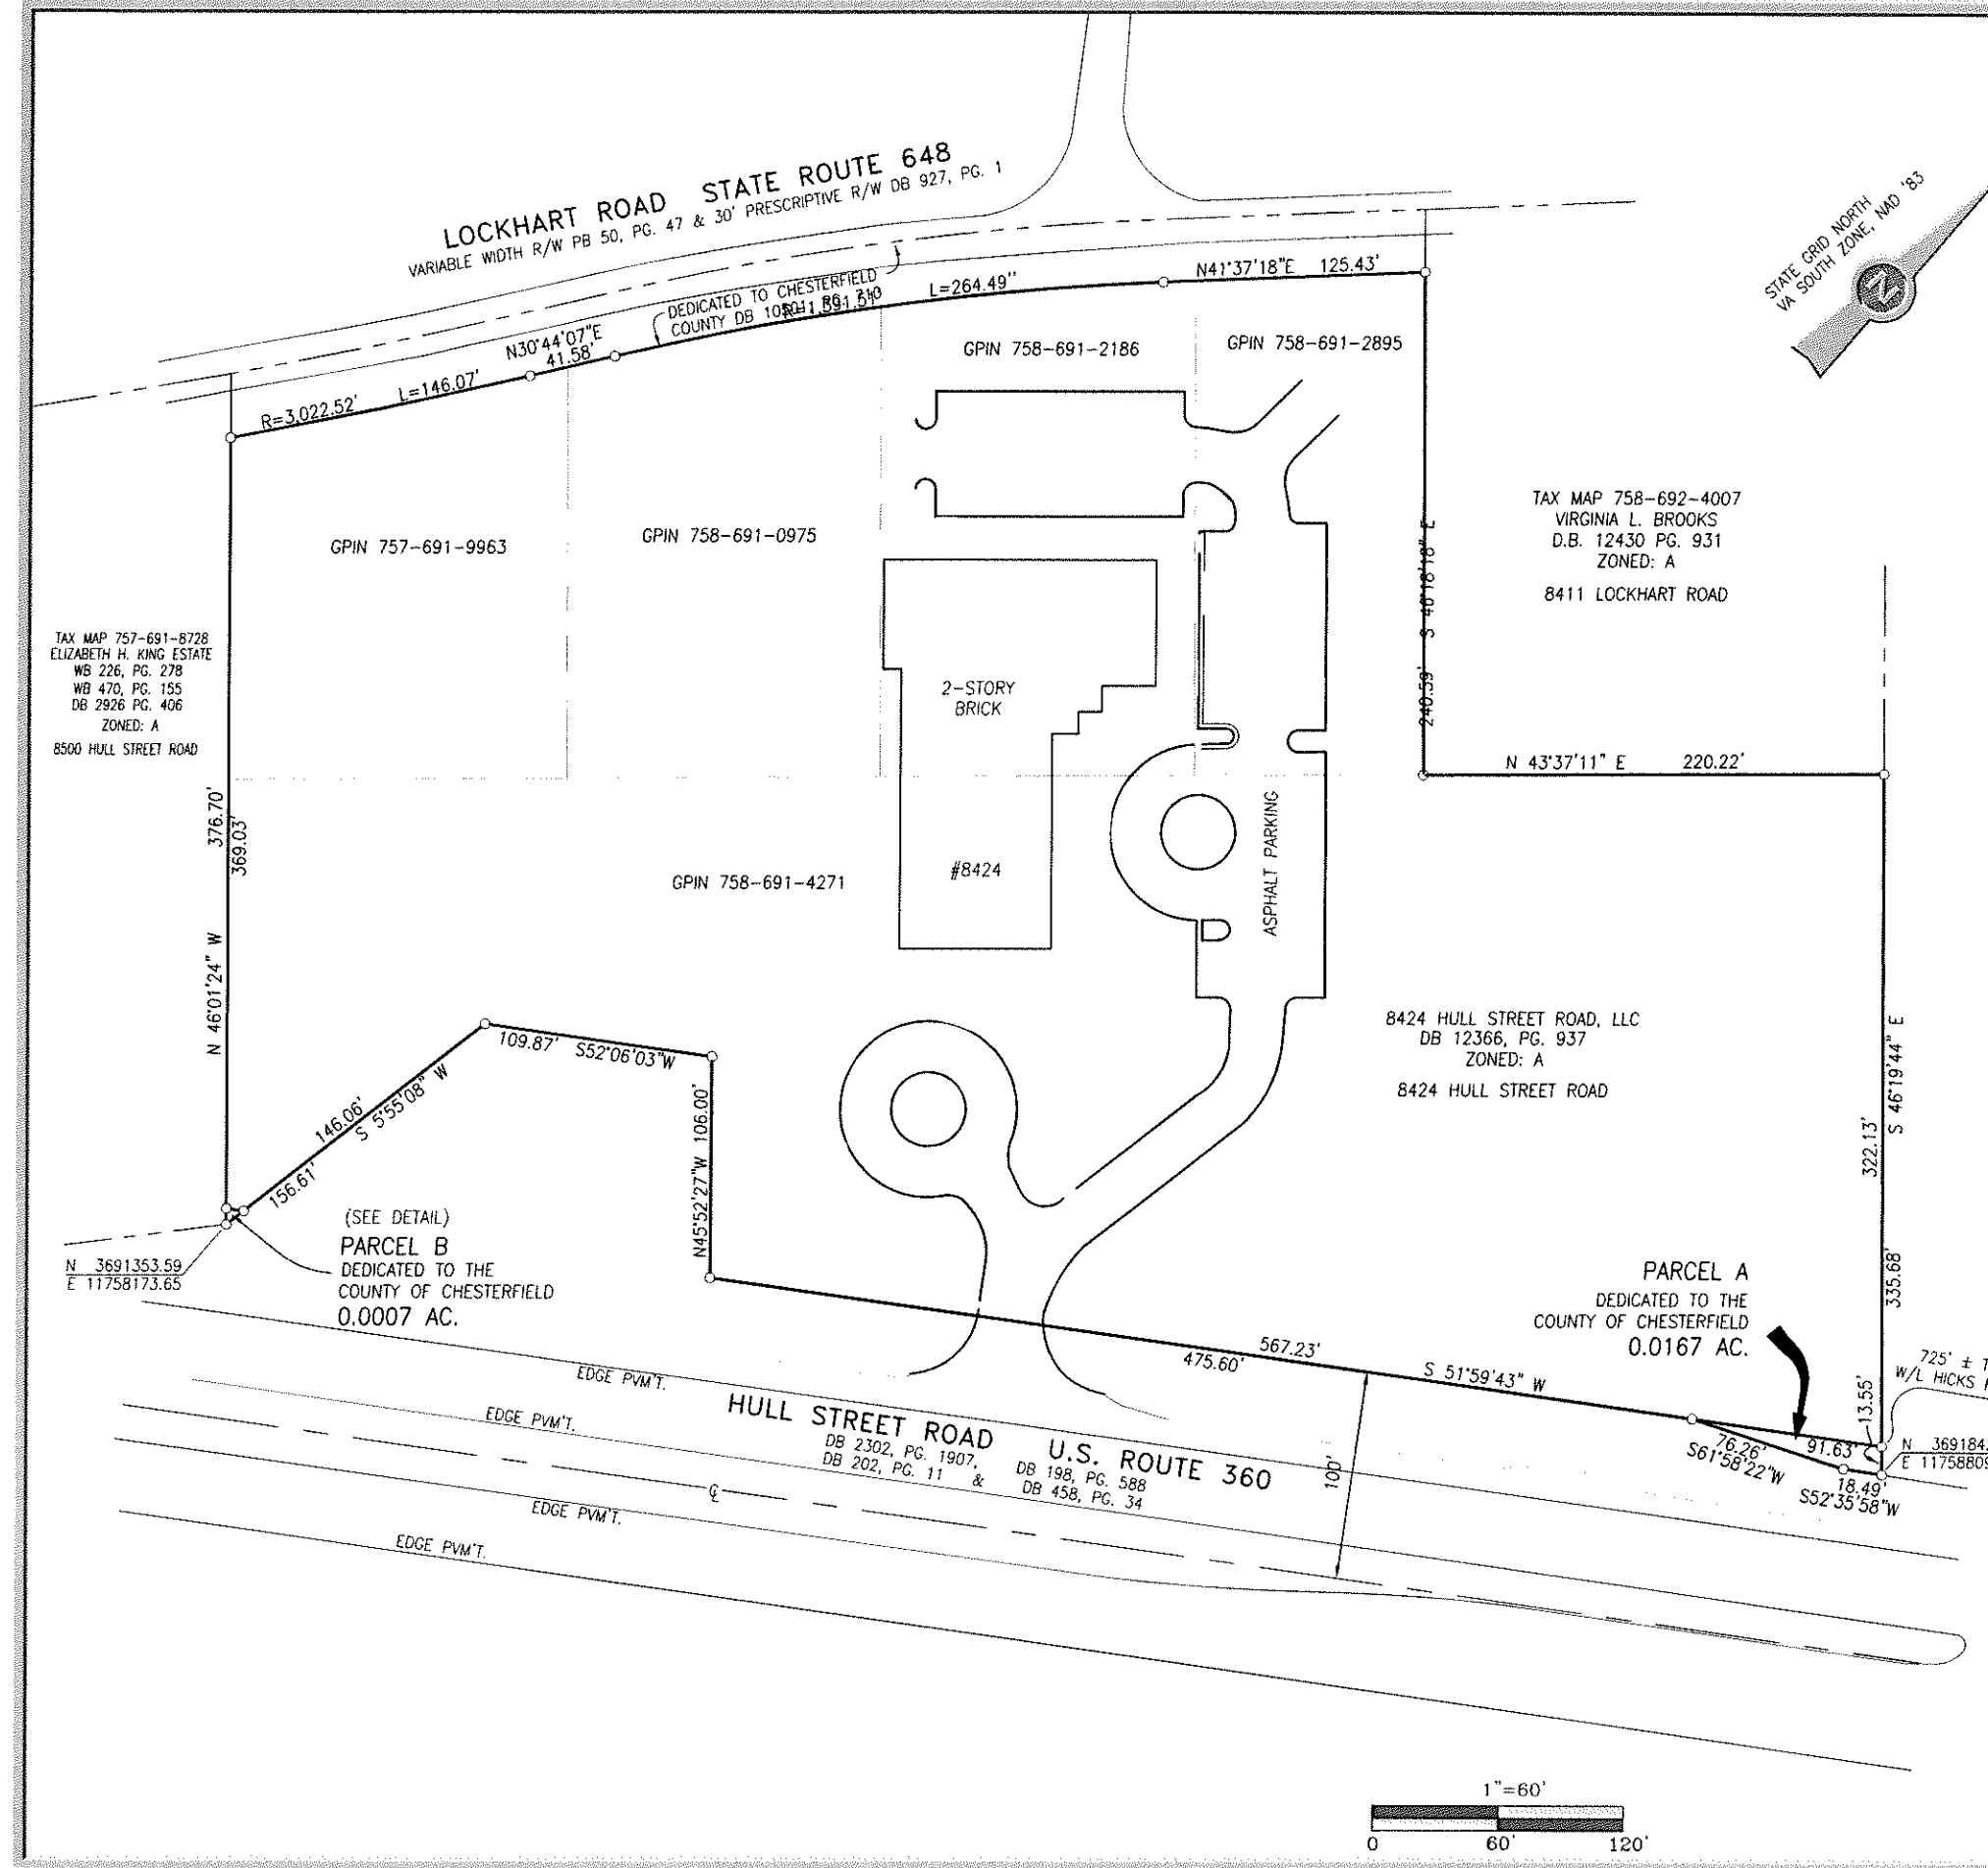 LOCKHART ROAD STATE ROUTE 648
VARIABLE WIDTH R/W PB 50, PG. 47 & 30' PRESCRIPTIVE R/W DB 927, PG. 1
STATE GRID NORTH
VA SOUTH ZONE, NAD '83
N
DEDICATED TO CHESTERFIELD
COUNTY DB
R=1,591.51'
L=264.49"
N41°37'18"E 125.43'
N30°44'07"E
41.58'
R=3,022.52'
L=146.07'
GPIN 758-691-2186
GPIN 758-691-2895
GPIN 757-691-9963
GPIN 758-691-0975
TAX MAP 758-692-4007
VIRGINIA L. BROOKS
D.B. 12430 PG. 931
ZONED: A
8411 LOCKHART ROAD
240.59'
TAX MAP 757-691-8728
ELIZABETH H. KING ESTATE
WB 226, PG. 278
WB 470, PG. 155
DB 2926 PG. 406
ZONED: A
8500 HULL STREET ROAD
2-STORY
BRICK
#8424
ASPHALT PARKING
N 43°37'11" E 220.22'
N 46°01'24" W 376.70'
369.03'
GPIN 758-691-4271
8424 HULL STREET ROAD, LLC
DB 12366, PG. 937
ZONED: A
8424 HULL STREET ROAD
109.87' S52°06'03"W
146.06'
S 5°55'08" W
156.61'
N45°52'27"W 106.00'
322.13'
S 46°19'44" E
335.68'
(SEE DETAIL)
PARCEL B
DEDICATED TO THE
COUNTY OF CHESTERFIELD
0.0007 AC.
N 3691353.59
E 11758173.65
PARCEL A
DEDICATED TO THE
COUNTY OF CHESTERFIELD
0.0167 AC.
567.23'
475.60'
S 51°59'43" W
13.55'
725' ±
W/L HICKS
N 369184
E 11758809
91.63'
76.26'
S61°58'22"W
18.49'
S52°35'58"W
EDGE PVM'T.
EDGE PVM'T.
HULL STREET ROAD U.S. ROUTE 360
DB 2302, PG. 1907, DB 198, PG. 588
DB 202, PG. 11 & DB 458, PG. 34
100'
℄
EDGE PVM'T.
EDGE PVM'T.
1"=60'
0 60' 120'